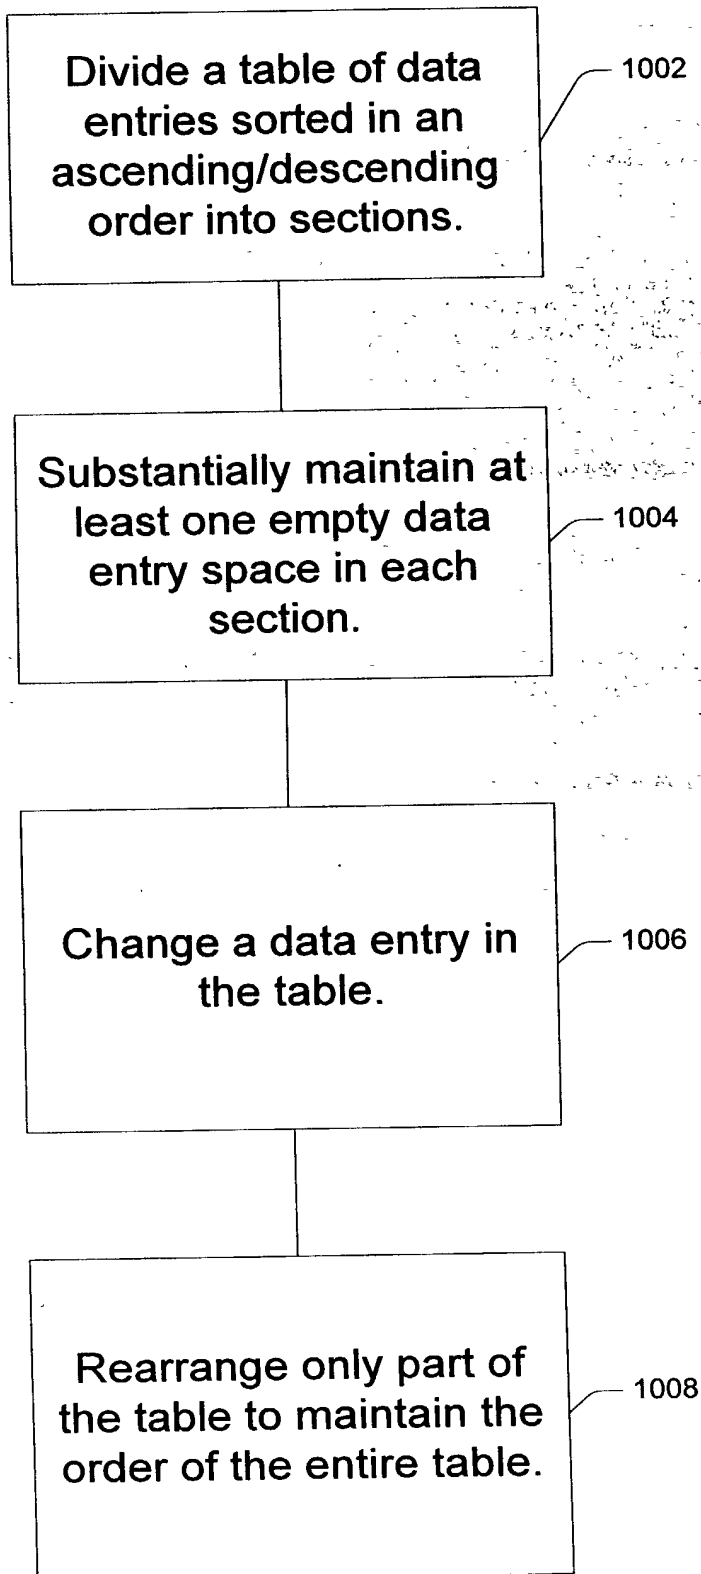 Divide a table of data
entries sorted in an
ascending/descending
order into sections.
1002
Substantially maintain at
least one empty data
entry space in each
section.
1004
Change a data entry in
the table.
1006
Rearrange only part of
the table to maintain the
order of the entire table.
1008